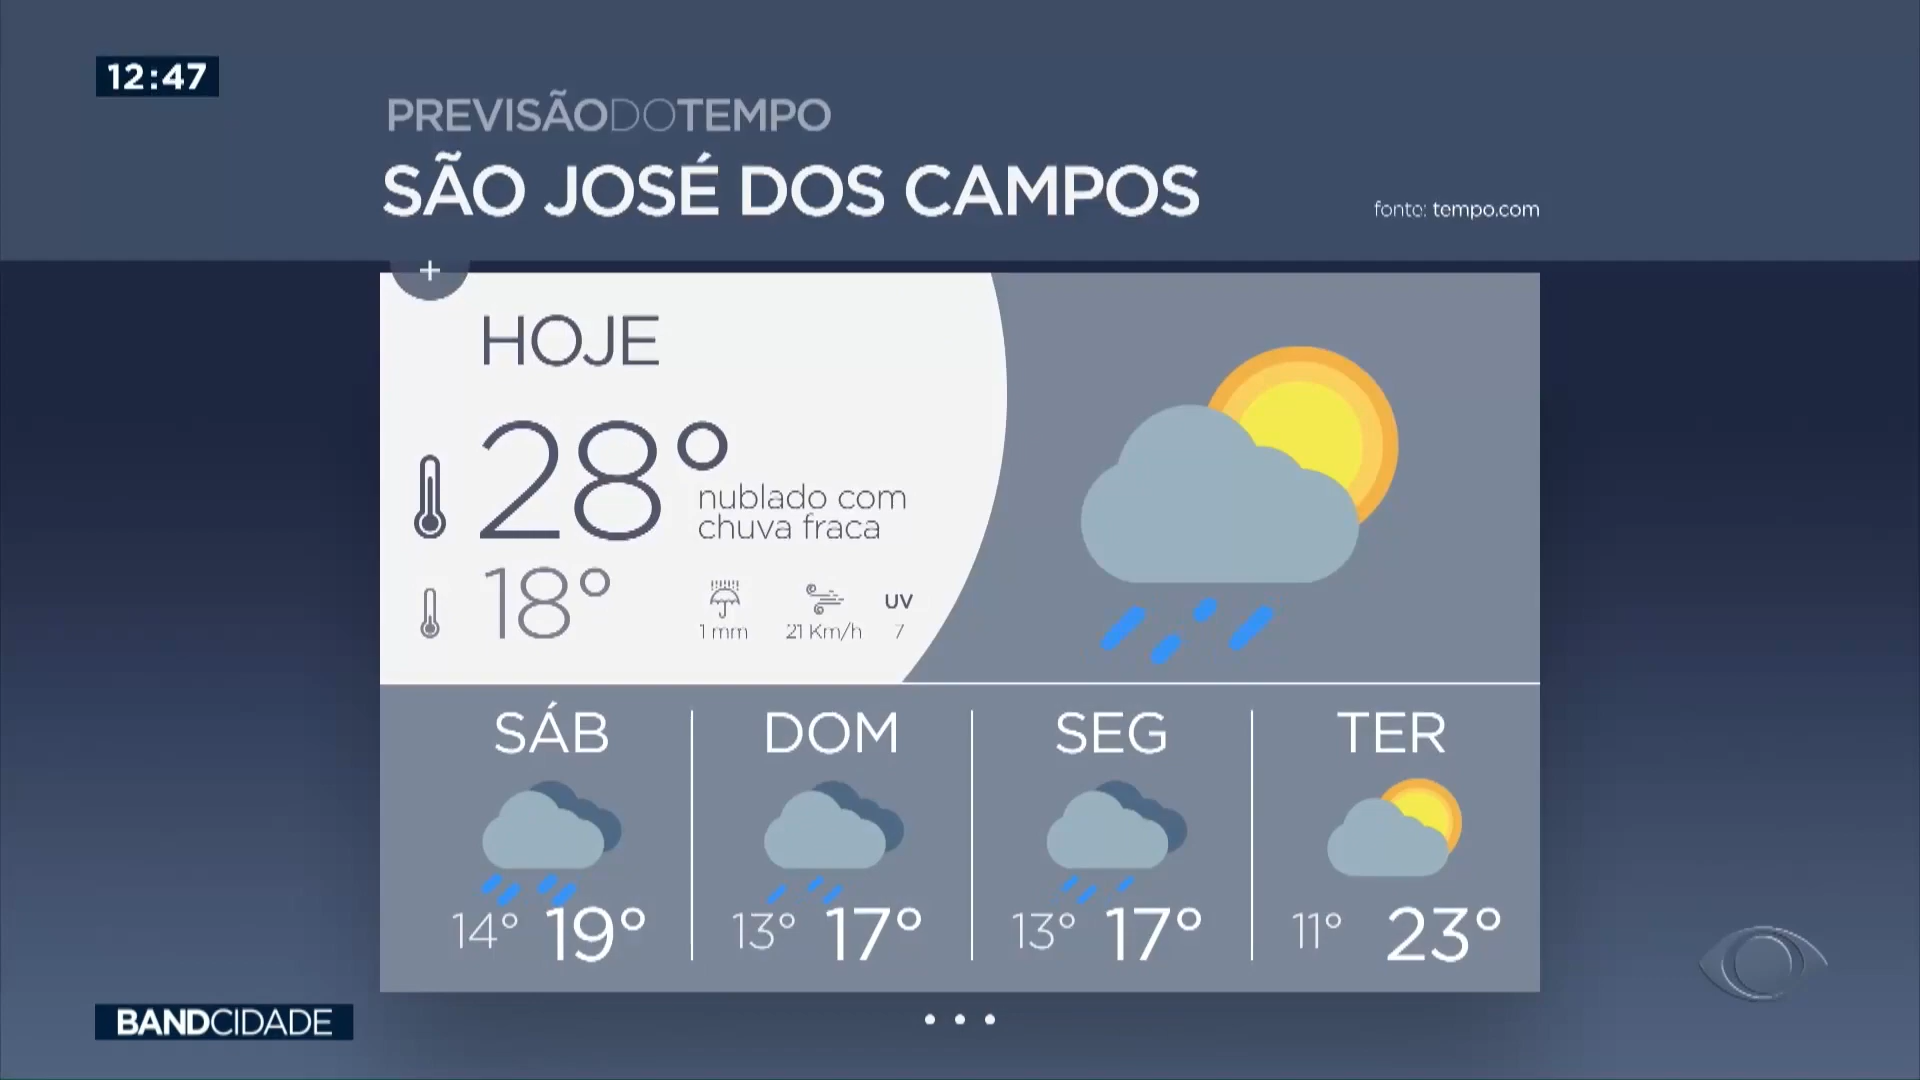 12:47
PREVISÃODOTEMPO
SÃO JOSÉ DOS CAMPOS
fonte: tempo.com
+
HOJE
28°
nublado com
chuva fraca
18°
UV
1 mm 21 Km/h 7
SÁB DOM SEG TER
14° 19° 13° 17° 13° 17° 11° 23°
BANDCIDADE